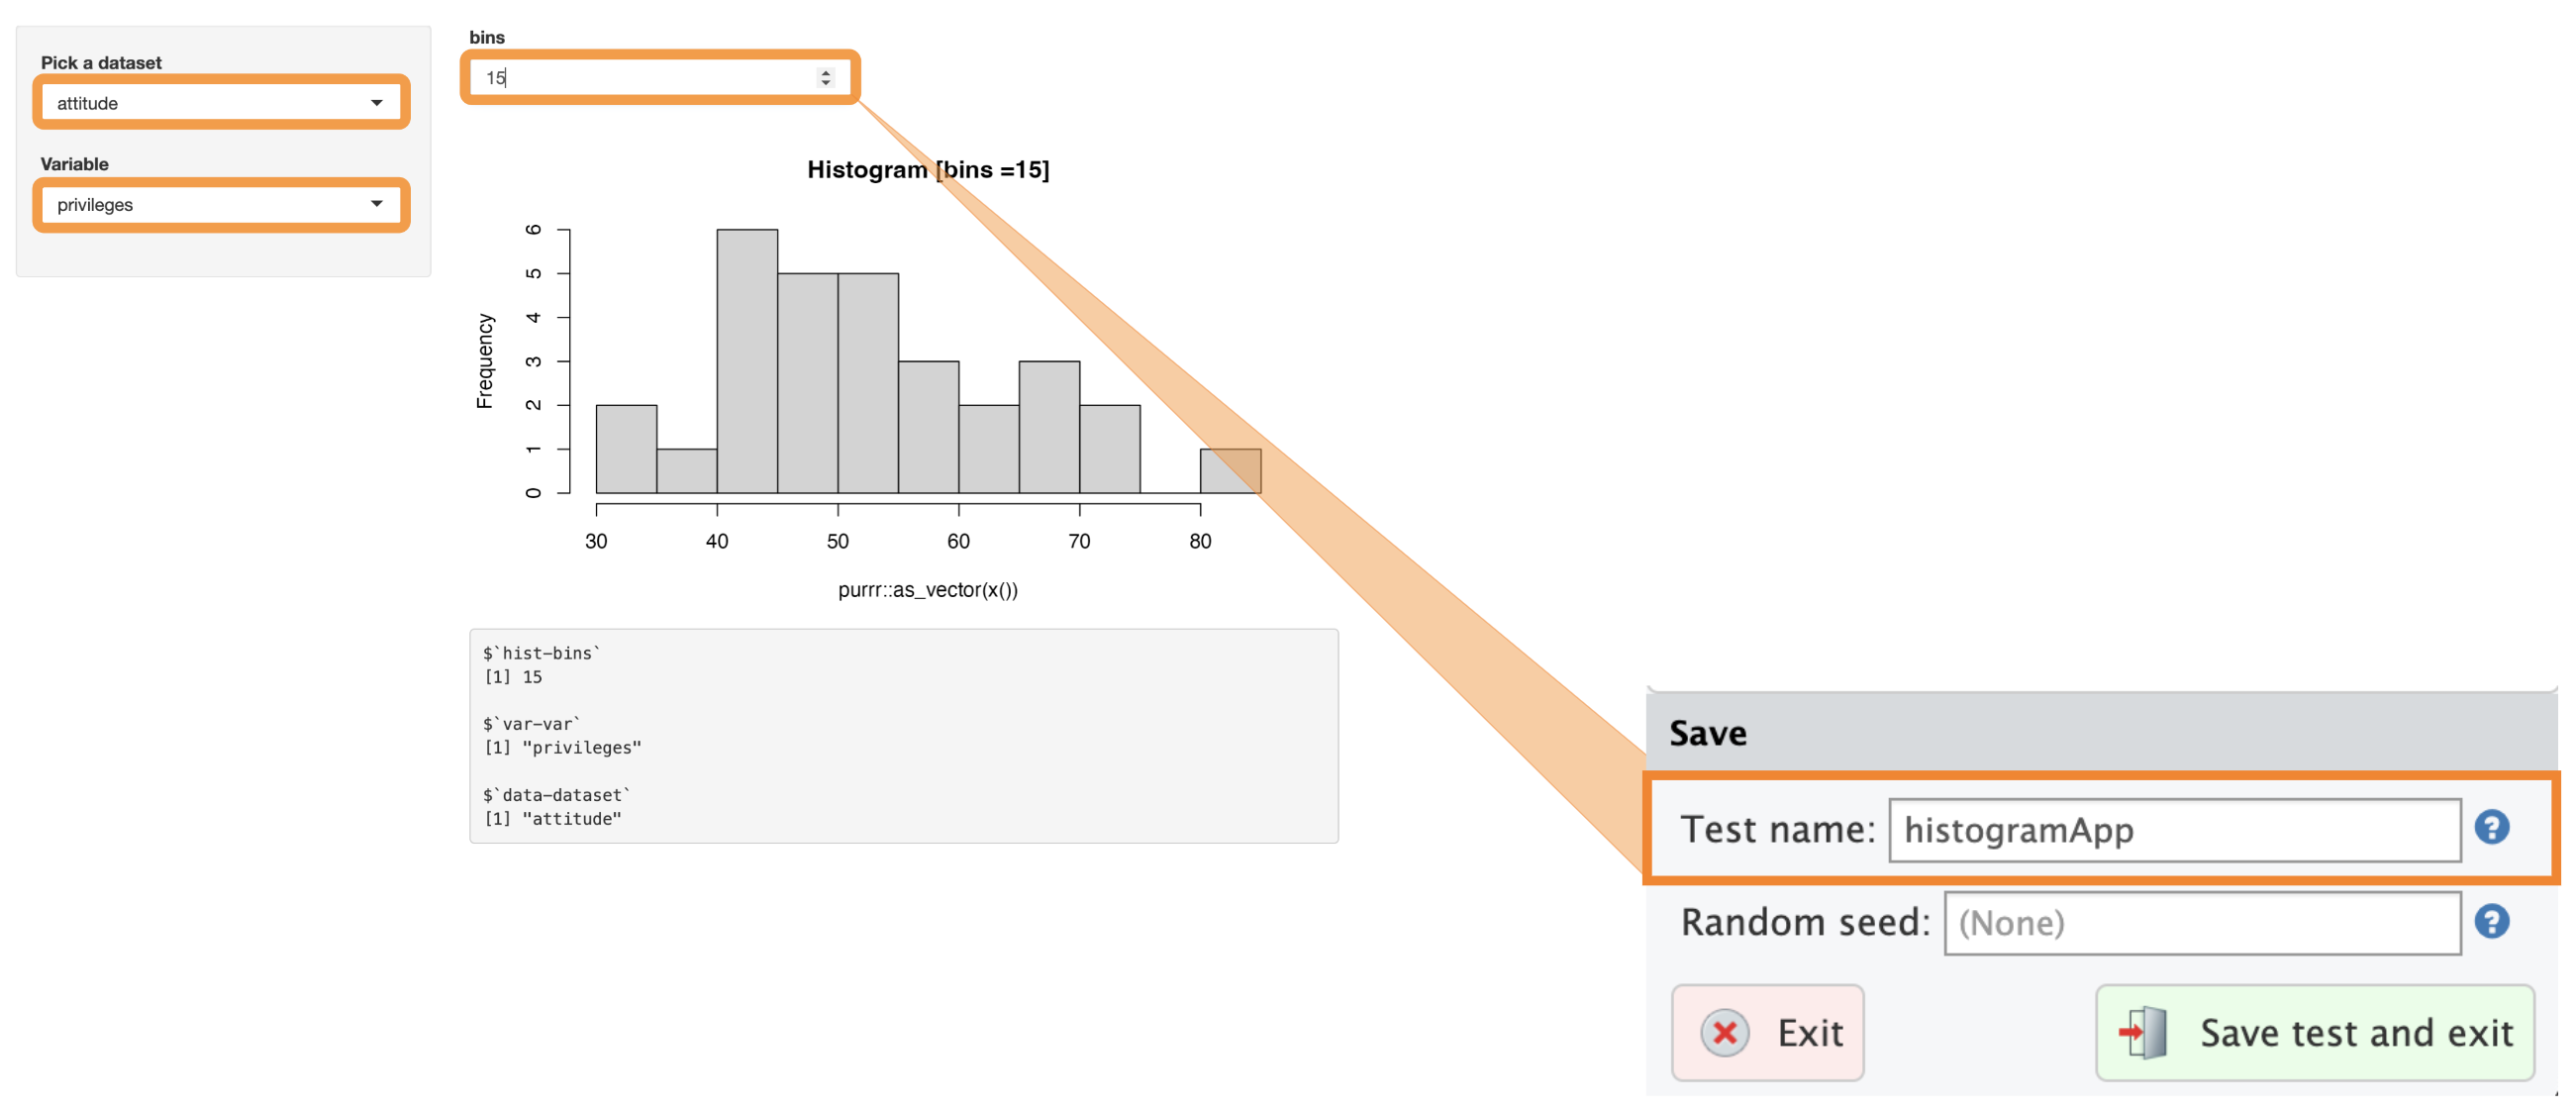 Pick a dataset
attitude
Variable
privileges
bins
15
Histogram [bins =15]
Frequency
6
5
4
3
2
1
0
30 40 50 60 70 80
purrr::as_vector(x())
$`hist-bins`
[1] 15
$`var-var`
[1] "privileges"
$`data-dataset`
[1] "attitude"
Save
Test name: histogramApp ?
Random seed: (None) ?
Exit Save test and exit